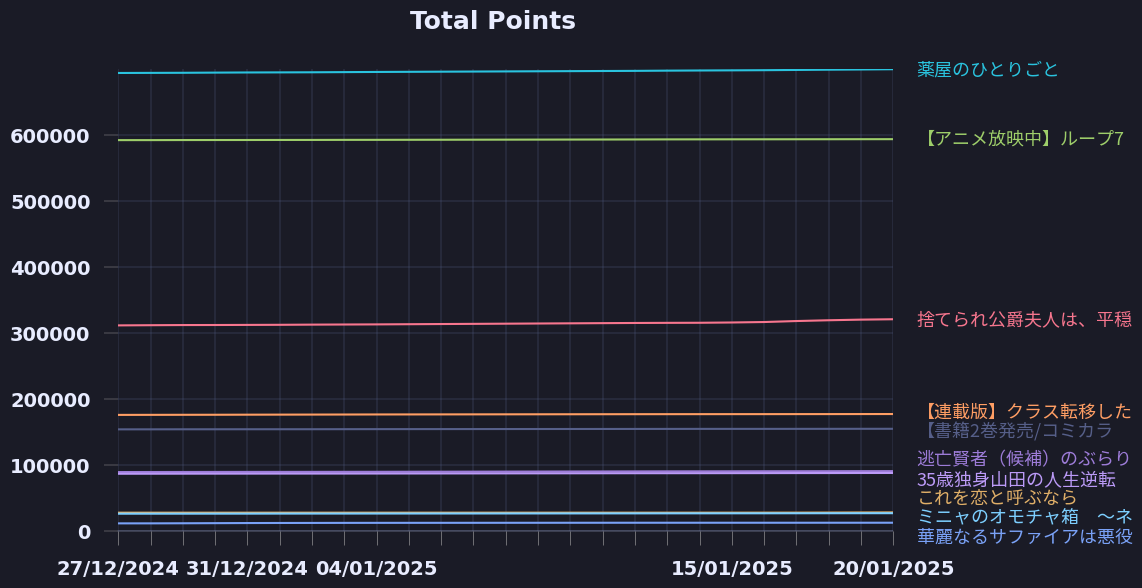 Total Points
薬屋のひとりごと
600000
【アニメ放映中】ループ7
500000
400000
300000
捨てられ公爵夫人は、平穏
200000
【連載版】クラス転移した
【書籍2巻発売/コミカラ
100000
逃亡賢者（候補）のぶらり
35歳独身山田の人生逆転
これを恋と呼ぶなら
ミニャのオモチャ箱　～ネ
0
華麗なるサファイアは悪役
27/12/2024 31/12/2024 04/01/2025 15/01/2025 20/01/2025